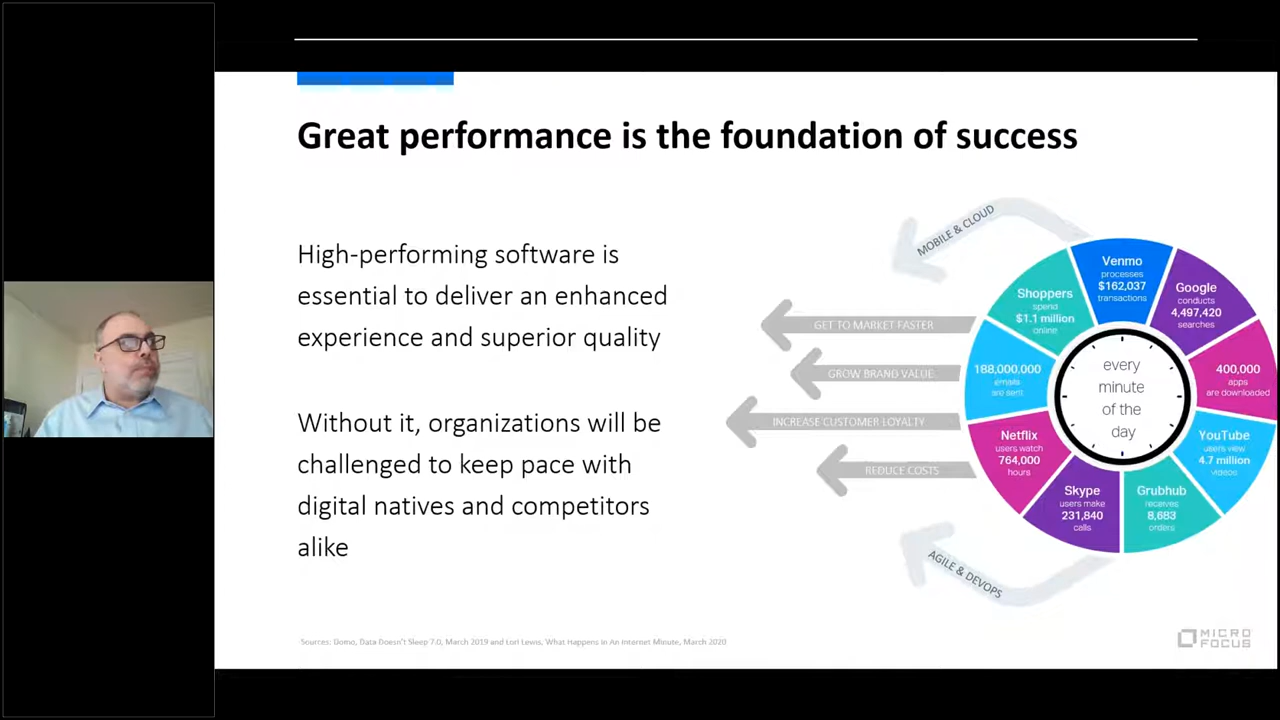 Great performance is the foundation of success
High-performing software is
essential to deliver an enhanced
experience and superior quality
Without it, organizations will be
challenged to keep pace with
digital natives and competitors
alike
MOBILE & CLOUD
GET TO MARKET FASTER
GROW BRAND VALUE
INCREASE CUSTOMER LOYALTY
REDUCE COSTS
AGILE & DEVOPS
Venmo
processes
$162,037
transactions
Google
conducts
4,497,420
searches
400,000
apps
are downloaded
YouTube
users view
4.7 million
videos
Grubhub
receives
8,683
orders
Skype
users make
231,840
calls
Netflix
users watch
764,000
hours
188,000,000
emails
are sent
Shoppers
spend
$1.1 million
online
every
minute
of the
day
Sources: Domo, Data Doesn't Sleep 7.0, March 2019 and Lori Lewis, What Happens in An Internet Minute, March 2020
MICRO
FOCUS